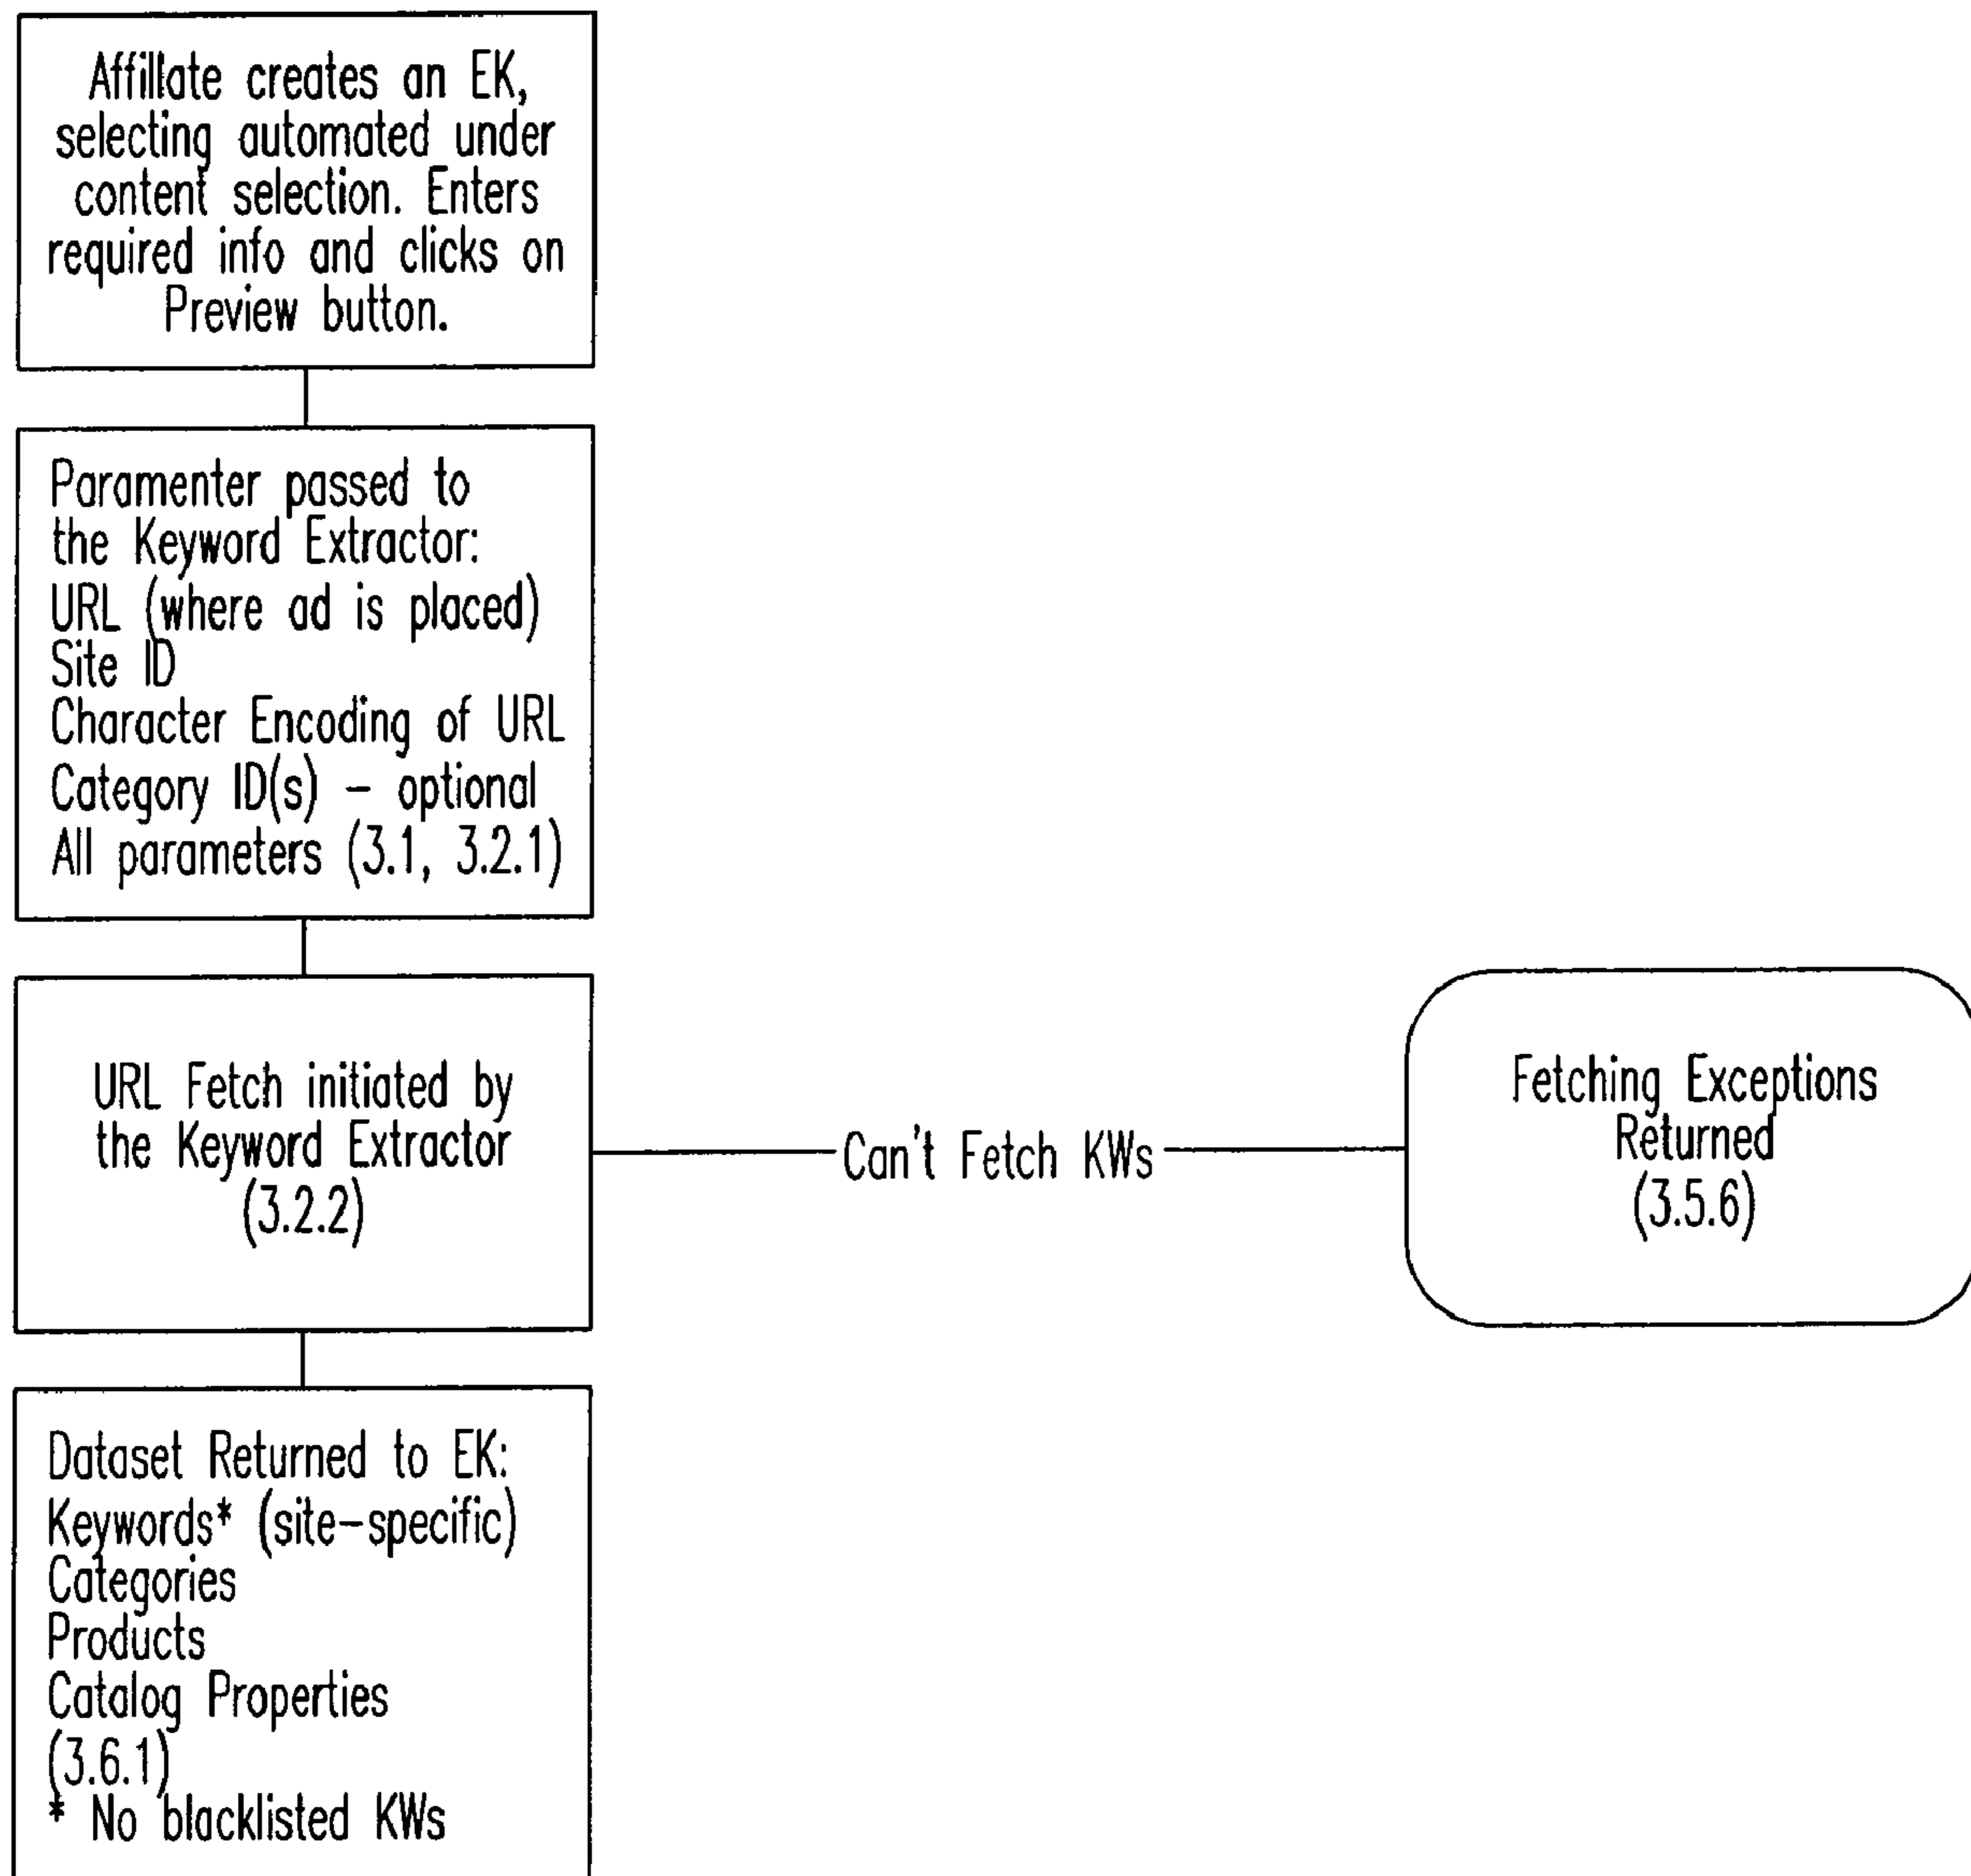 Affiliate creates an EK,
selecting automated under
content selection. Enters
required info and clicks on
Preview button.
Paramenter passed to
the Keyword Extractor:
URL (where ad is placed)
Site ID
Character Encoding of URL
Category ID(s) – optional
All parameters (3.1, 3.2.1)
URL Fetch initiated by
the Keyword Extractor
(3.2.2)
Can't Fetch KWs
Fetching Exceptions
Returned
(3.5.6)
Dataset Returned to EK:
Keywords* (site–specific)
Categories
Products
Catalog Properties
(3.6.1)
* No blacklisted KWs